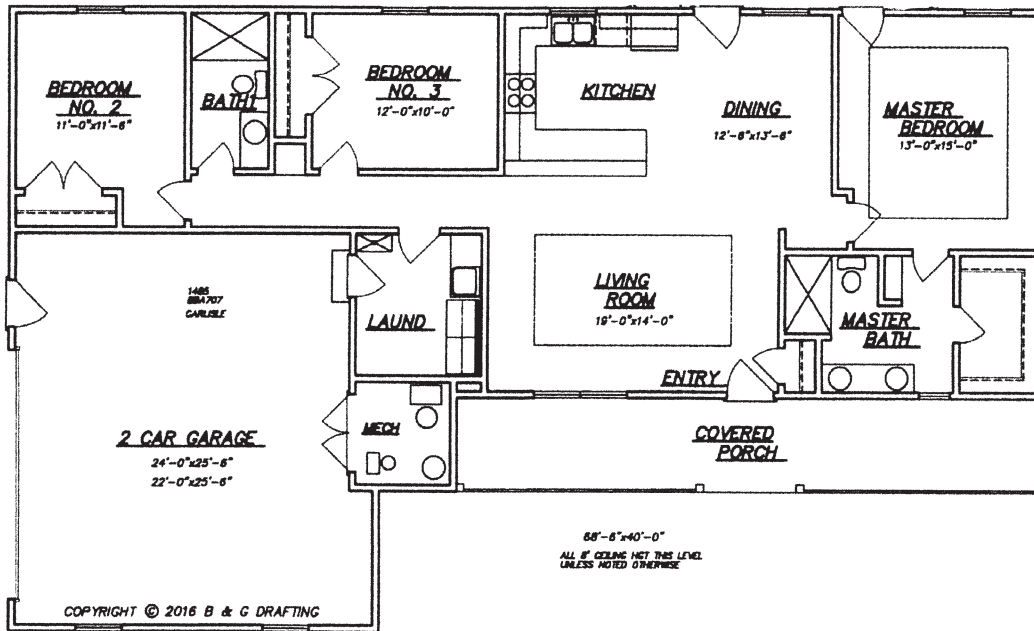 BEDROOM
NO. 2
11'-0"x11'-6"
BATH1
BEDROOM
NO. 3
12'-0"x10'-0"
KITCHEN
DINING
12'-6"x13'-6"
MASTER
BEDROOM
13'-0"x15'-0"
1485
CARLISLE
LAUND
LIVING
ROOM
19'-0"x14'-0"
MASTER
BATH
ENTRY
2 CAR GARAGE
24'-0"x25'-6"
22'-0"x25'-6"
MECH
COVERED
PORCH
68'-6"x40'-0"
ALL 8' CEILING HGT THIS LEVEL
UNLESS NOTED OTHERWISE
COPYRIGHT © 2016 B & G DRAFTING